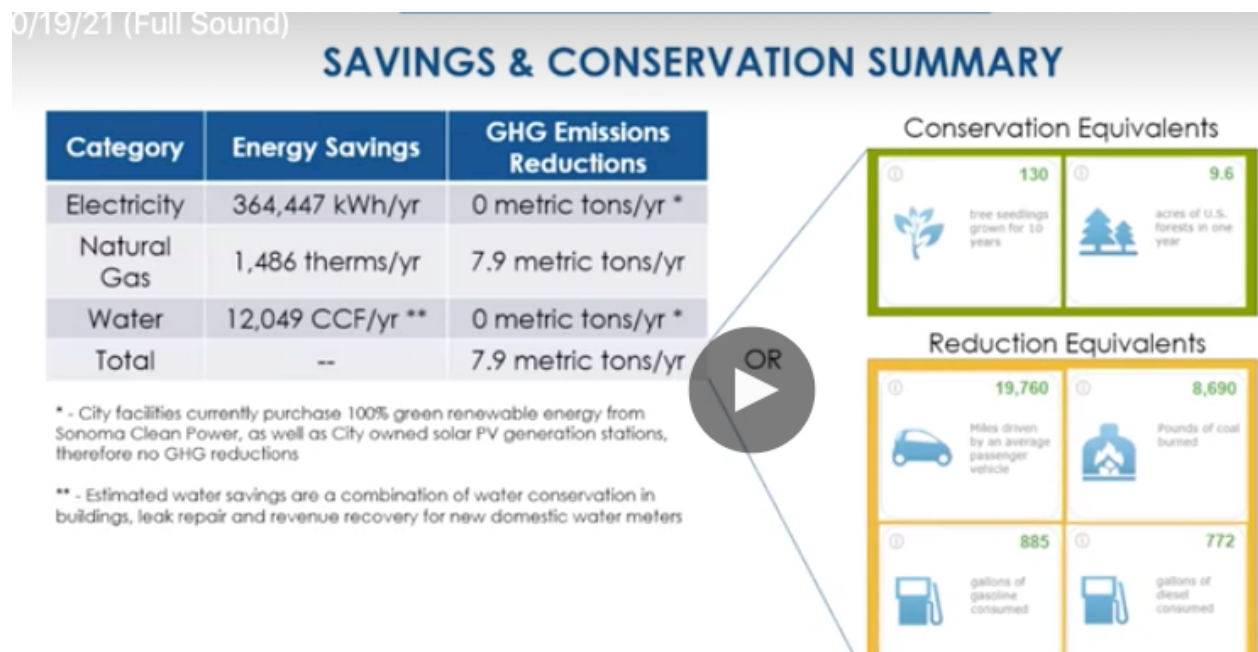 0/19/21 (Full Sound)
SAVINGS & CONSERVATION SUMMARY
Category Energy Savings GHG Emissions
Reductions
Electricity 364,447 kWh/yr 0 metric tons/yr *
Natural
Gas 1,486 therms/yr 7.9 metric tons/yr
Water 12,049 CCF/yr ** 0 metric tons/yr *
Total -- 7.9 metric tons/yr
* - City facilities currently purchase 100% green renewable energy from
Sonoma Clean Power, as well as City owned solar PV generation stations,
therefore no GHG reductions
** - Estimated water savings are a combination of water conservation in
buildings, leak repair and revenue recovery for new domestic water meters
OR
Conservation Equivalents
130
tree seedlings
grown for 10
years
9.6
acres of U.S.
forests in one
year
Reduction Equivalents
19,760
Miles driven
by an average
passenger
vehicle
8,690
Pounds of coal
burned
885
gallons of
gasoline
consumed
772
gallons of
diesel
consumed